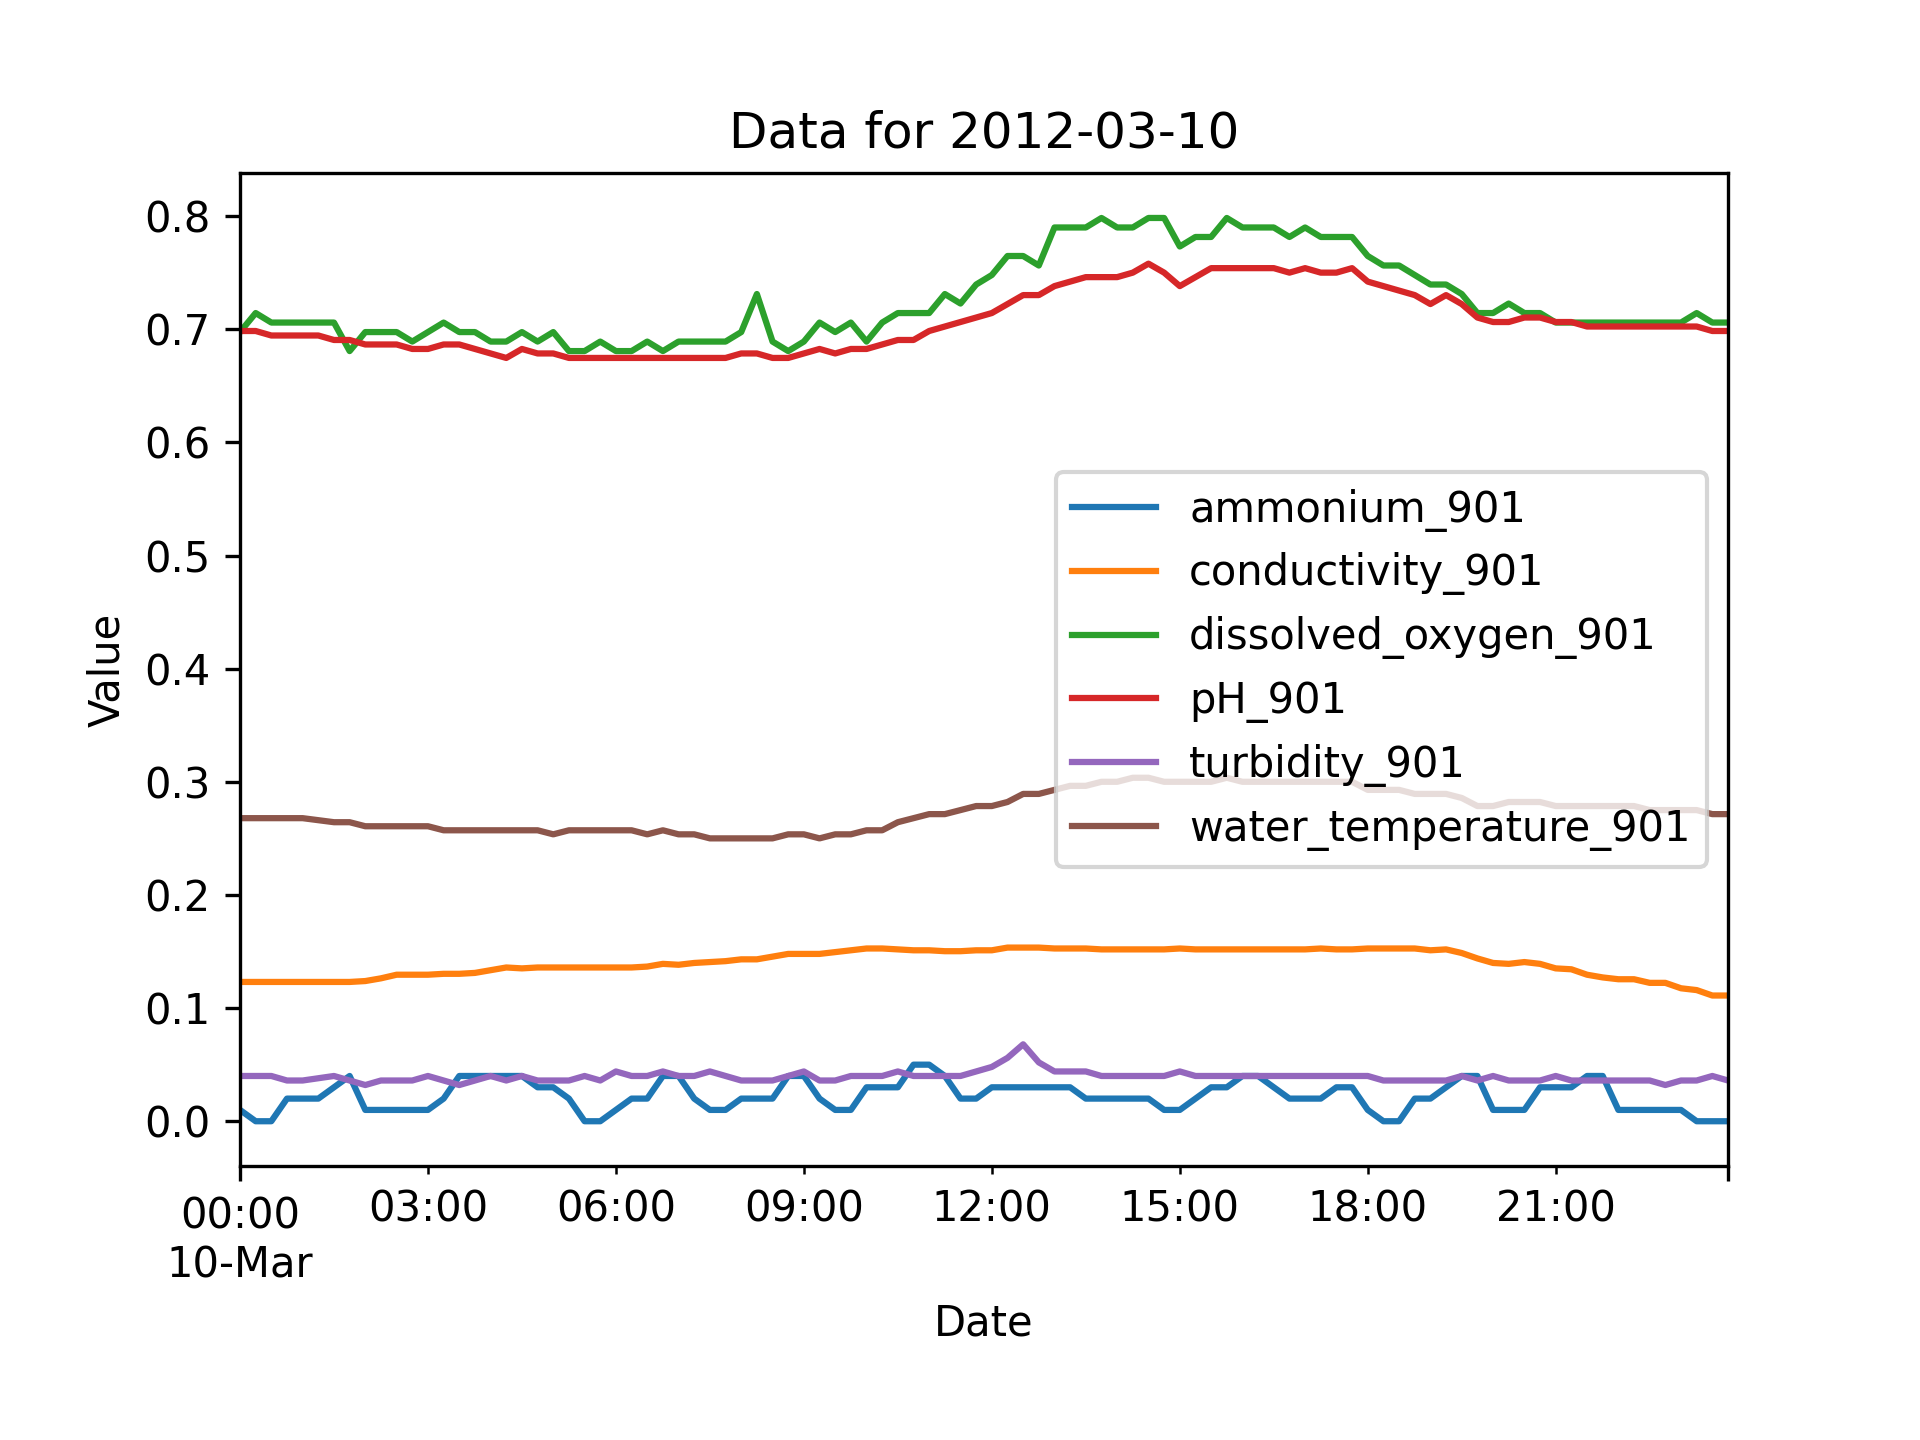 Data for 2012-03-10
0.8
0.7
0.6
0.5
0.4
0.3
0.2
0.1
0.0
Value
ammonium_901
conductivity_901
dissolved_oxygen_901
pH_901
turbidity_901
water_temperature_901
00:00 03:00 06:00 09:00 12:00 15:00 18:00 21:00
10-Mar
Date